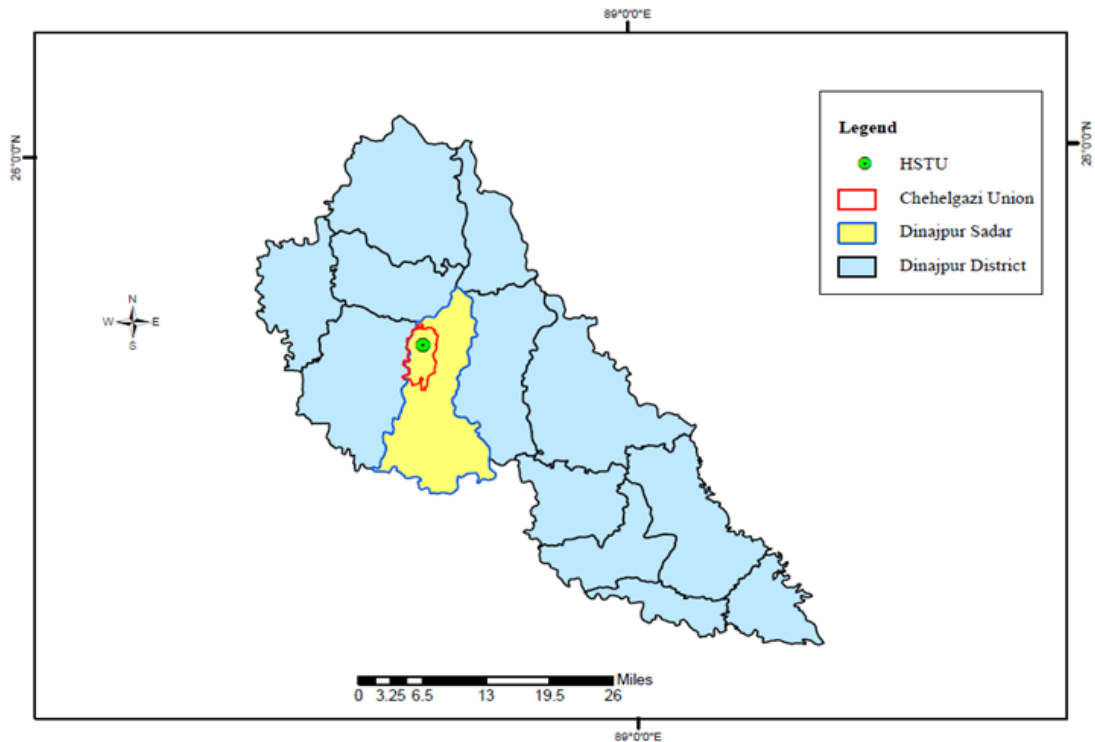 89°0'0"E
26°0'0"N
26°0'0"N
Legend
HSTU
Chehelgazi Union
Dinajpur Sadar
Dinajpur District
N
W E
S
Miles
0 3.25 6.5 13 19.5 26
89°0'0"E